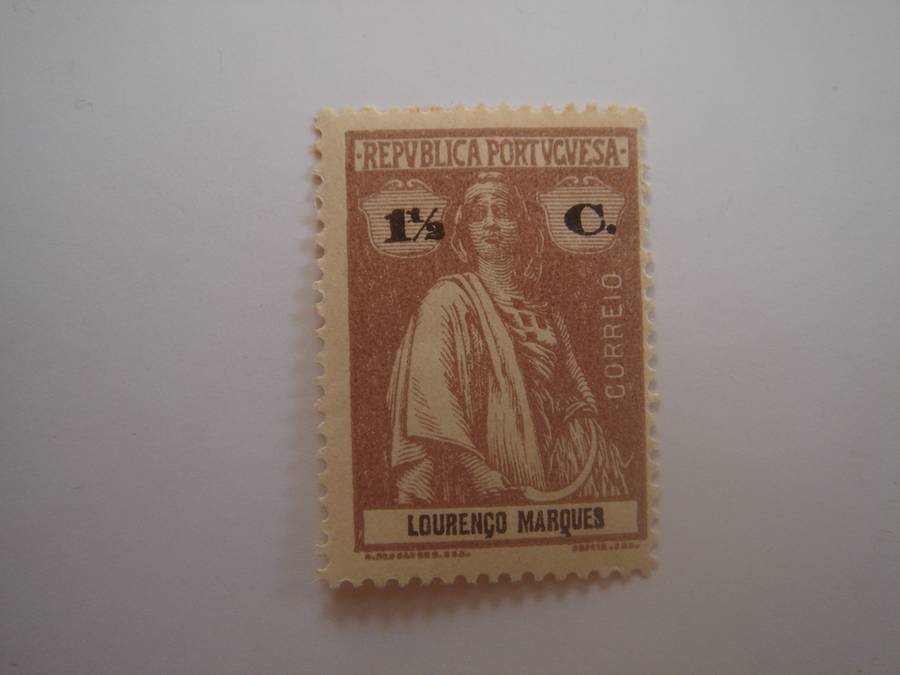 ·REPVBLICA PORTVGVESA·
1½ C.
CORREIO
LOURENÇO MARQUES